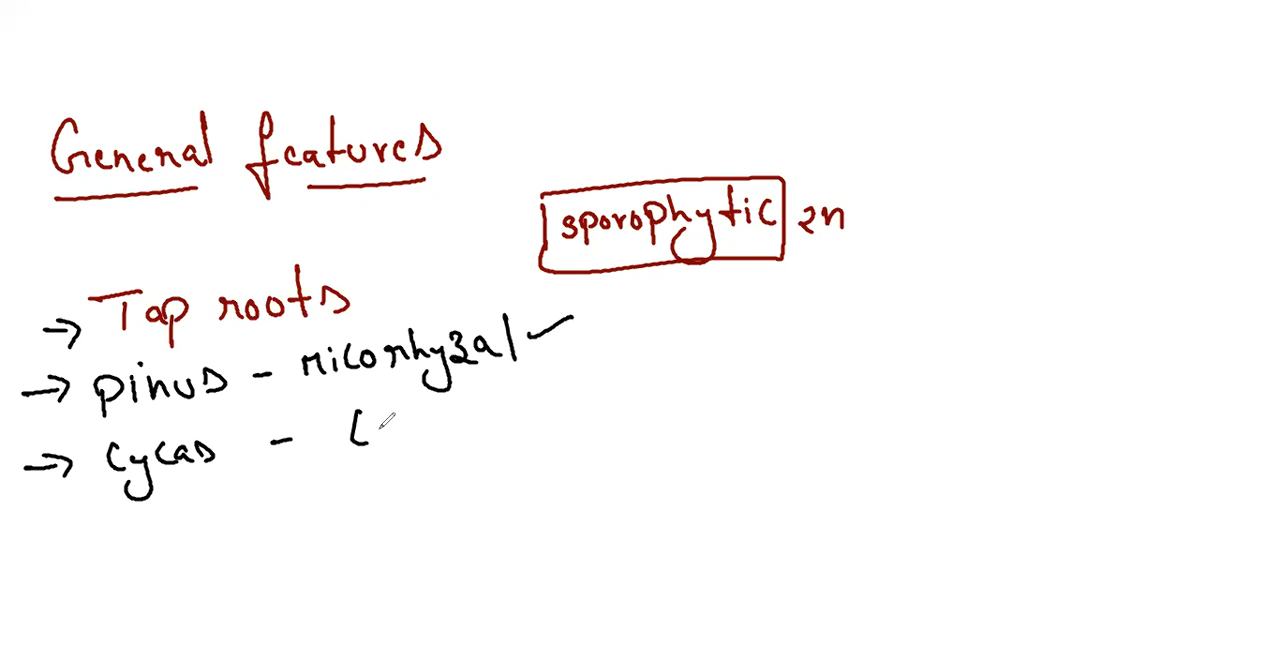 General features
sporophytic 2n
→ Tap roots
→ pinus - micorhyzal ✓
→ cycas - C